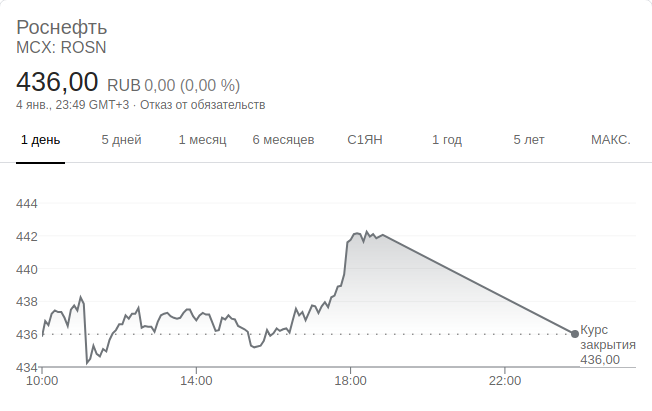 Роснефть
MCX: ROSN
436,00 RUB 0,00 (0,00 %)
4 янв., 23:49 GMT+3 · Отказ от обязательств
1 день 5 дней 1 месяц 6 месяцев С1ЯН 1 год 5 лет МАКС.
444
442
440
438
436
434
Курс
закрытия
436,00
10:00 14:00 18:00 22:00